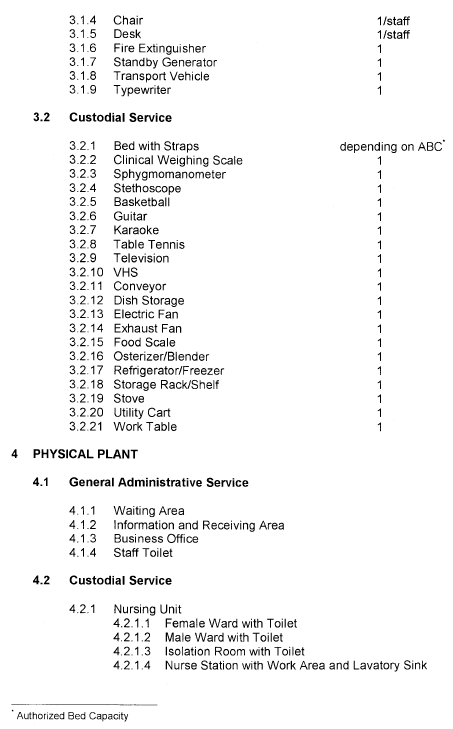 3.1.4 Chair 1/staff
3.1.5 Desk 1/staff
3.1.6 Fire Extinguisher 1
3.1.7 Standby Generator 1
3.1.8 Transport Vehicle 1
3.1.9 Typewriter 1
3.2 Custodial Service
3.2.1 Bed with Straps depending on ABC*
3.2.2 Clinical Weighing Scale 1
3.2.3 Sphygmomanometer 1
3.2.4 Stethoscope 1
3.2.5 Basketball 1
3.2.6 Guitar 1
3.2.7 Karaoke 1
3.2.8 Table Tennis 1
3.2.9 Television 1
3.2.10 VHS 1
3.2.11 Conveyor 1
3.2.12 Dish Storage 1
3.2.13 Electric Fan 1
3.2.14 Exhaust Fan 1
3.2.15 Food Scale 1
3.2.16 Osterizer/Blender 1
3.2.17 Refrigerator/Freezer 1
3.2.18 Storage Rack/Shelf 1
3.2.19 Stove 1
3.2.20 Utility Cart 1
3.2.21 Work Table 1
4 PHYSICAL PLANT
4.1 General Administrative Service
4.1.1 Waiting Area
4.1.2 Information and Receiving Area
4.1.3 Business Office
4.1.4 Staff Toilet
4.2 Custodial Service
4.2.1 Nursing Unit
4.2.1.1 Female Ward with Toilet
4.2.1.2 Male Ward with Toilet
4.2.1.3 Isolation Room with Toilet
4.2.1.4 Nurse Station with Work Area and Lavatory Sink
* Authorized Bed Capacity